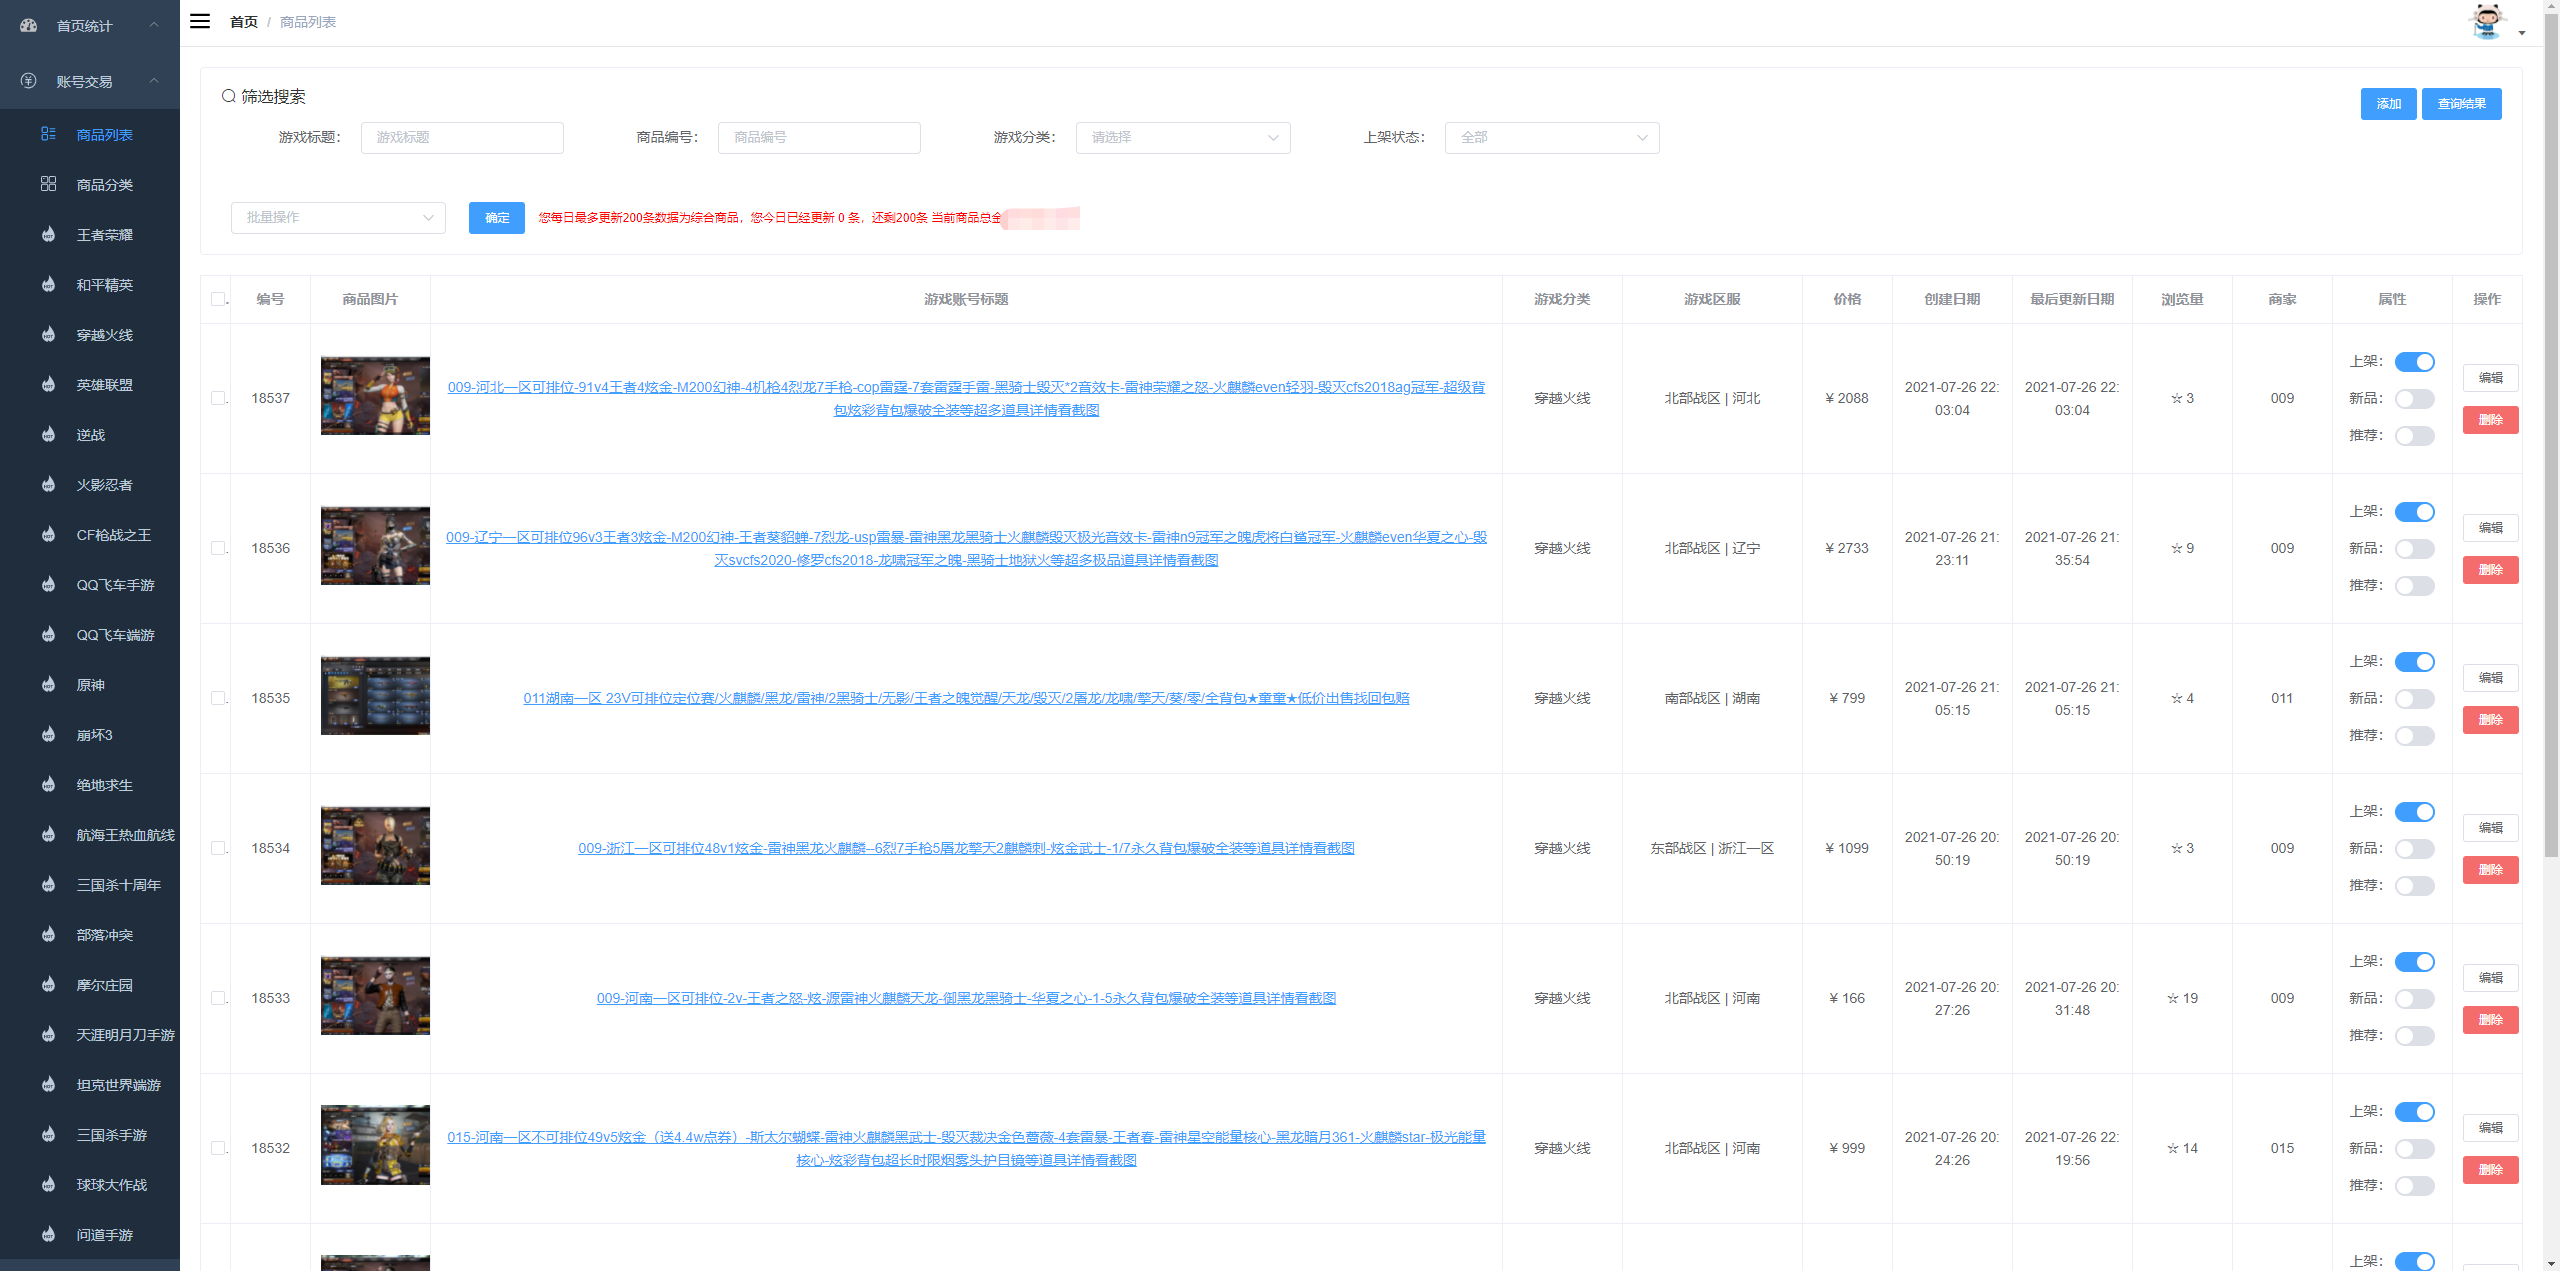 首页统计
账号交易
商品列表
商品分类
王者荣耀
和平精英
穿越火线
英雄联盟
逆战
火影忍者
CF枪战之王
QQ飞车手游
QQ飞车端游
原神
崩坏3
绝地求生
航海王热血航线
三国杀十周年
部落冲突
摩尔庄园
天涯明月刀手游
坦克世界端游
三国杀手游
球球大作战
问道手游
首页 / 商品列表
筛选搜索
添加 查询结果
游戏标题： 游戏标题 商品编号： 商品编号 游戏分类： 请选择 上架状态： 全部
批量操作 确定 您每日最多更新200条数据为综合商品，您今日已经更新 0 条，还剩200条 当前商品总金
编号 商品图片 游戏账号标题 游戏分类 游戏区服 价格 创建日期 最后更新日期 浏览量 商家 属性 操作
18537
009-河北一区可排位-91v4王者4炫金-M200幻神-4机枪4烈龙7手枪-cop雷霆-7套雷霆手雷-黑骑士毁灭*2音效卡-雷神荣耀之怒-火麒麟even轻羽-毁灭cfs2018ag冠军-超级背
包炫彩背包爆破全装等超多道具详情看截图
穿越火线 北部战区 | 河北 ¥ 2088
2021-07-26 22:
03:04
2021-07-26 22:
03:04
☆ 3 009
上架：
新品：
推荐：
编辑
删除
18536
009-辽宁一区可排位96v3王者3炫金-M200幻神-王者葵貂蝉-7烈龙-usp雷暴-雷神黑龙黑骑士火麒麟毁灭极光音效卡-雷神n9冠军之魄虎将白鲨冠军-火麒麟even华夏之心-毁
灭svcfs2020-修罗cfs2018-龙啸冠军之魄-黑骑士地狱火等超多极品道具详情看截图
穿越火线 北部战区 | 辽宁 ¥ 2733
2021-07-26 21:
23:11
2021-07-26 21:
35:54
☆ 9 009
上架：
新品：
推荐：
编辑
删除
18535
011湖南一区 23V可排位定位赛/火麒麟/黑龙/雷神/2黑骑士/无影/王者之魄觉醒/天龙/毁灭/2屠龙/龙啸/擎天/葵/零/全背包★童童★低价出售找回包赔
穿越火线 南部战区 | 湖南 ¥ 799
2021-07-26 21:
05:15
2021-07-26 21:
05:15
☆ 4 011
上架：
新品：
推荐：
编辑
删除
18534
009-浙江一区可排位48v1炫金-雷神黑龙火麒麟--6烈7手枪5屠龙擎天2麒麟刺-炫金武士-1/7永久背包爆破全装等道具详情看截图
穿越火线 东部战区 | 浙江一区 ¥ 1099
2021-07-26 20:
50:19
2021-07-26 20:
50:19
☆ 3 009
上架：
新品：
推荐：
编辑
删除
18533
009-河南一区可排位-2v-王者之怒-炫-源雷神火麒麟天龙-御黑龙黑骑士-华夏之心-1-5永久背包爆破全装等道具详情看截图
穿越火线 北部战区 | 河南 ¥ 166
2021-07-26 20:
27:26
2021-07-26 20:
31:48
☆ 19 009
上架：
新品：
推荐：
编辑
删除
18532
015-河南一区不可排位49v5炫金（送4.4w点券）-斯太尔蝴蝶-雷神火麒麟黑武士-毁灭裁决金色蔷薇-4套雷暴-王者春-雷神星空能量核心-黑龙暗月361-火麒麟star-极光能量
核心-炫彩背包超长时限烟雾头护目镜等道具详情看截图
穿越火线 北部战区 | 河南 ¥ 999
2021-07-26 20:
24:26
2021-07-26 22:
19:56
☆ 14 015
上架：
新品：
推荐：
编辑
删除
上架：